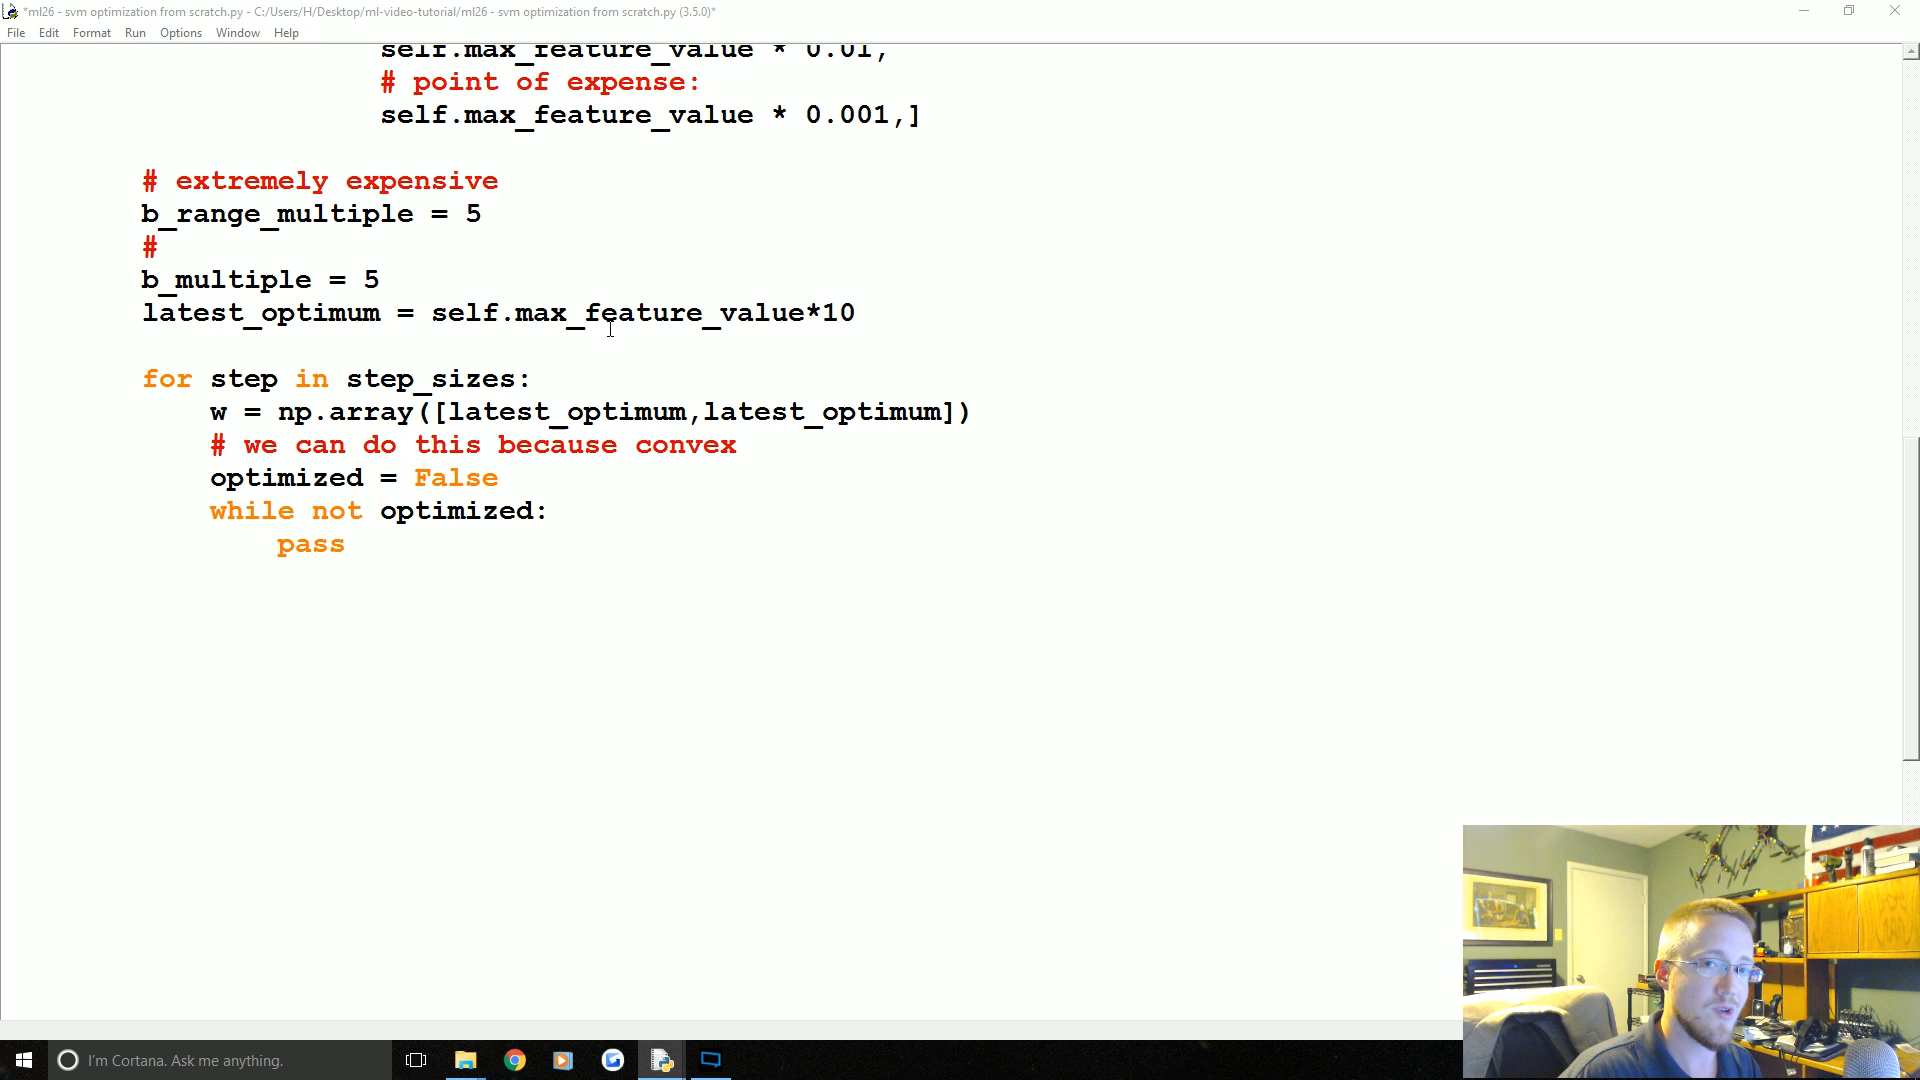 *ml26 - svm optimization from scratch.py - C:/Users/H/Desktop/ml-video-tutorial/ml26 - svm optimization from scratch.py (3.5.0)*
File Edit Format Run Options Window Help
self.max_feature_value * 0.01,
# point of expense:
self.max_feature_value * 0.001,]
# extremely expensive
b_range_multiple = 5
#
b_multiple = 5
latest_optimum = self.max_feature_value*10
for step in step_sizes:
w = np.array([latest_optimum,latest_optimum])
# we can do this because convex
optimized = False
while not optimized:
pass
I'm Cortana. Ask me anything.